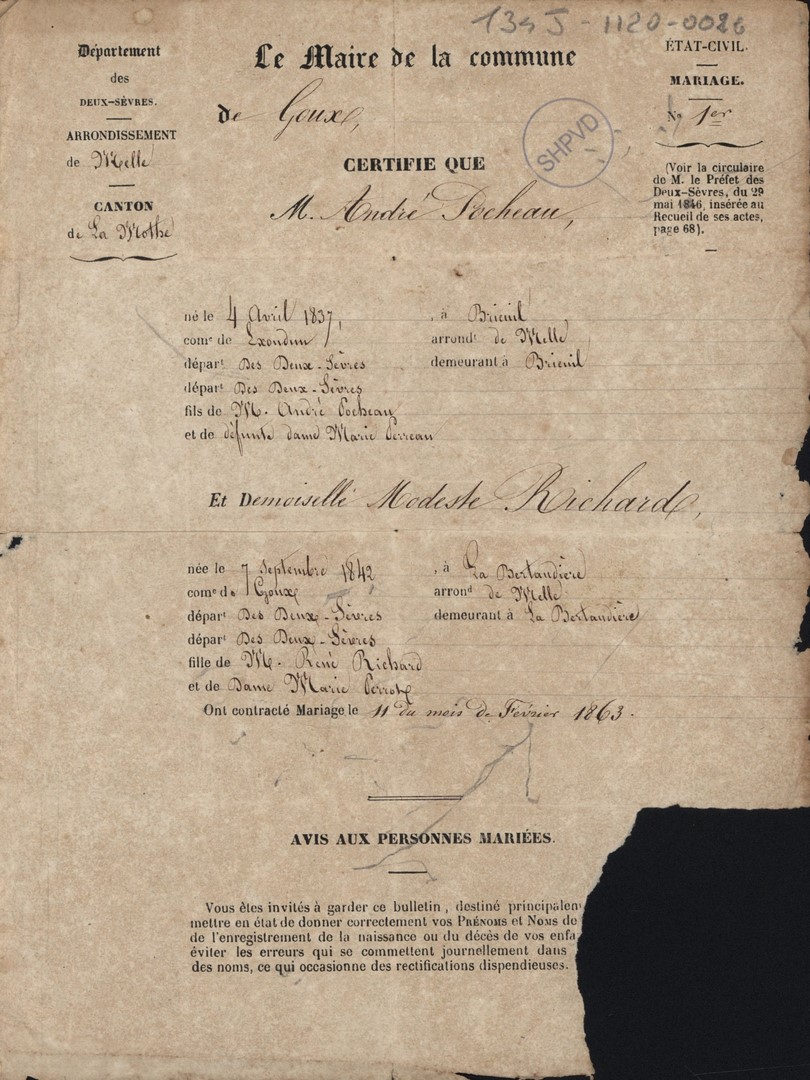 134J-1120-0026
Département
des
DEUX-SÈVRES.
ARRONDISSEMENT
de Melle
CANTON
de La Mothe
Le Maire de la commune
de Goux,
CERTIFIE QUE
M. André Pocheau,
ÉTAT-CIVIL.
MARIAGE.
N° 1er
(Voir la circulaire
de M. le Préfet des
Deux-Sèvres, du 29
mai 1846, insérée au
Recueil de ses actes,
page 68).
SHPVD
né le 4 Avril 1837, , à Brieuil
come de Exoudun arrondt de Melle
départ Des Deux-Sèvres demeurant à Brieuil
départ Des Deux-Sèvres
fils de M. André Pocheau
et de défunte dame Marie Perreau
Et Demoiselle Modeste Richard,
née le 7 Septembre 1842 , à La Bertandière
come de Goux arrond de Melle
départ Des Deux-Sèvres demeurant à La Bertandière
départ Des Deux-Sèvres
fille de M. René Richard
et de Dame Marie
Ont contracté Mariage le 11 du mois de Février 1863.
AVIS AUX PERSONNES MARIÉES.
Vous êtes invités à garder ce bulletin, destiné principalem
mettre en état de donner correctement vos PRÉNOMS et NOMS de
de l'enregistrement de la naissance ou du décès de vos enfa
éviter les erreurs qui se commettent journellement dans
des noms, ce qui occasionne des rectifications dispendieuses.